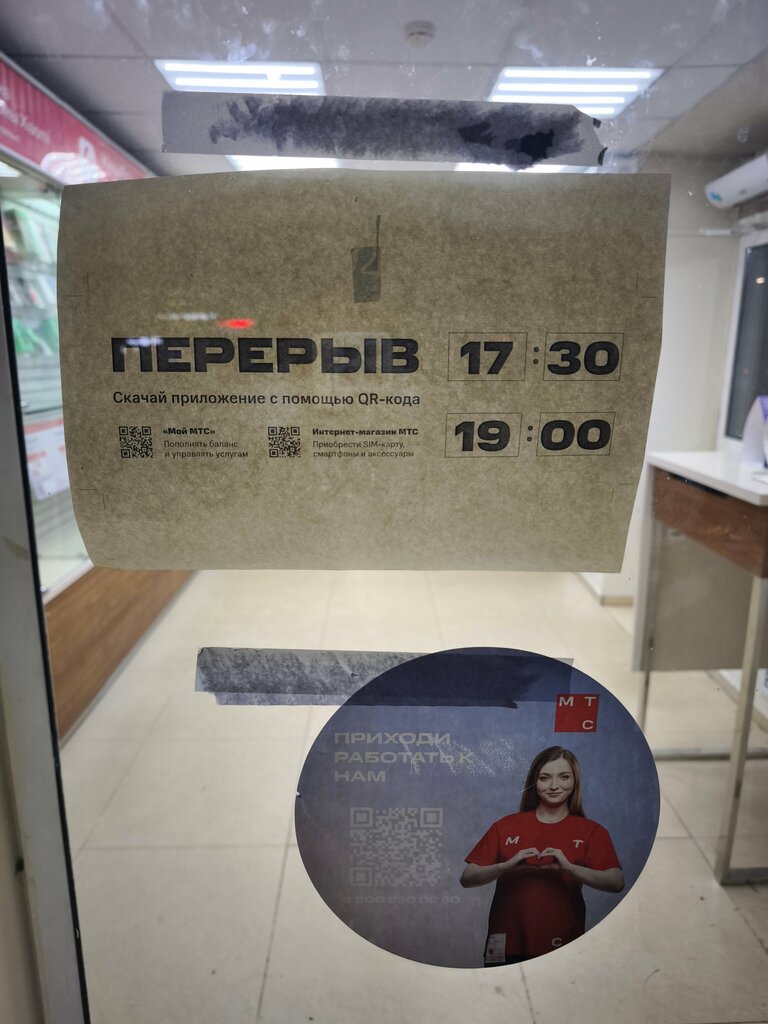 ПЕРЕРЫВ 17:30
19:00
Скачай приложение с помощью QR-кода
«Мой МТС»
Пополнять баланс
и управлять услугам
Интернет-магазин МТС
Приобрести SIM-карту,
смартфоны и аксессуары
МТ
С
ПРИХОДИ
РАБОТАТЬ К
НАМ
М Т
С